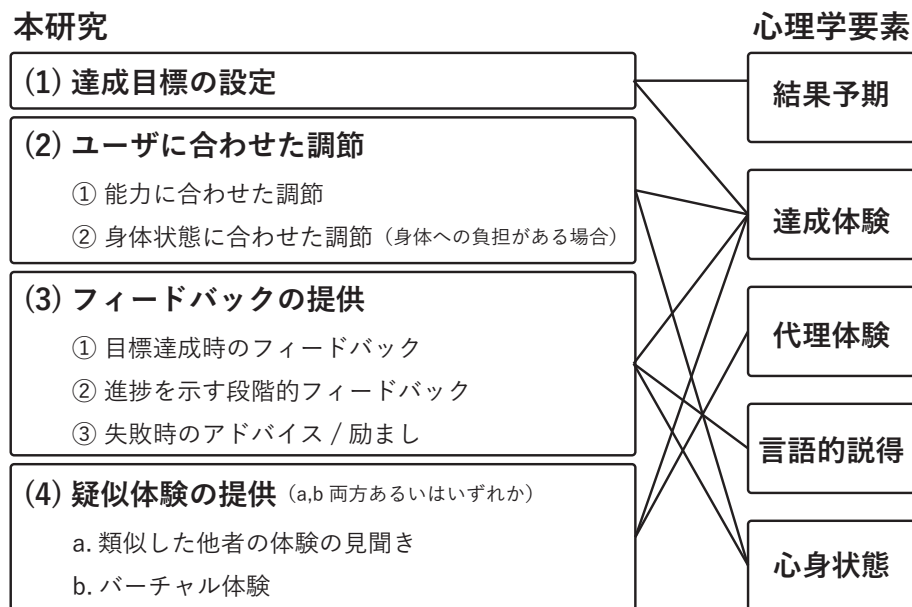 本研究
(1) 達成目標の設定
(2) ユーザに合わせた調節
① 能力に合わせた調節
② 身体状態に合わせた調節（身体への負担がある場合）
(3) フィードバックの提供
① 目標達成時のフィードバック
② 進捗を示す段階的フィードバック
③ 失敗時のアドバイス / 励まし
(4) 疑似体験の提供（a,b 両方あるいはいずれか）
a. 類似した他者の体験の見聞き
b. バーチャル体験
心理学要素
結果予期
達成体験
代理体験
言語的説得
心身状態